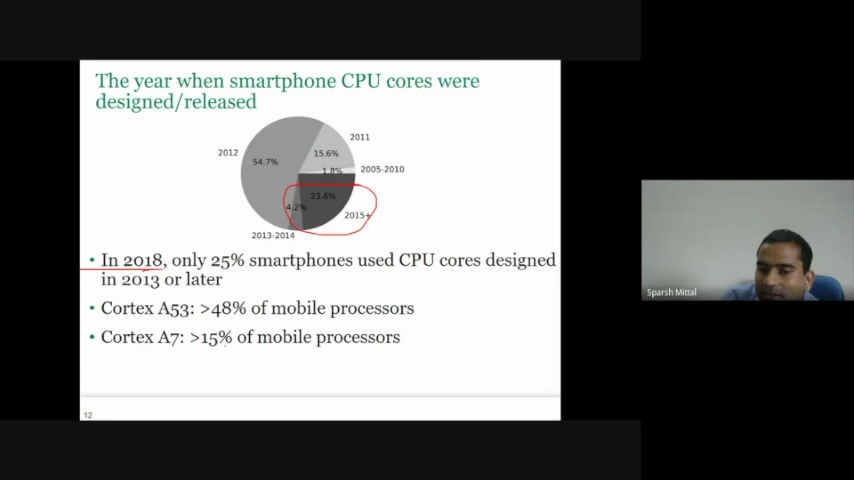 The year when smartphone CPU cores were
designed/released
2011
2012
54.7%
15.6%
1.8%
2005-2010
23.6%
4.2%
2015+
2013-2014
• In 2018, only 25% smartphones used CPU cores designed
in 2013 or later
• Cortex A53: >48% of mobile processors
• Cortex A7: >15% of mobile processors
12
Sparsh Mittal